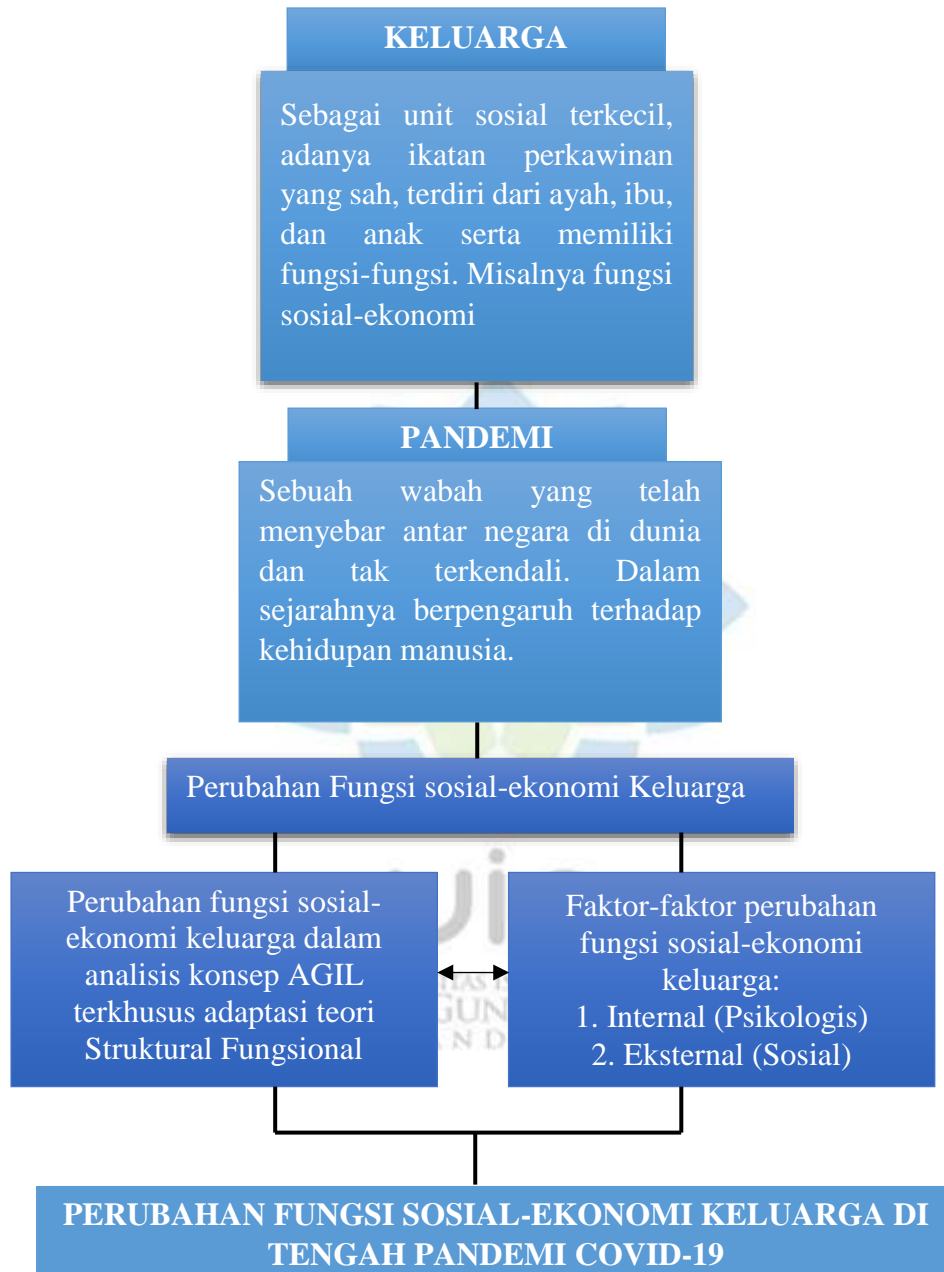 KELUARGA
Sebagai unit sosial terkecil,
adanya ikatan perkawinan
yang sah, terdiri dari ayah, ibu,
dan anak serta memiliki
fungsi-fungsi. Misalnya fungsi
sosial-ekonomi
PANDEMI
Sebuah wabah yang telah
menyebar antar negara di dunia
dan tak terkendali. Dalam
sejarahnya berpengaruh terhadap
kehidupan manusia.
Perubahan Fungsi sosial-ekonomi Keluarga
Perubahan fungsi sosial-
ekonomi keluarga dalam
analisis konsep AGIL
terkhusus adaptasi teori
Struktural Fungsional
Faktor-faktor perubahan
fungsi sosial-ekonomi
keluarga:
1. Internal (Psikologis)
2. Eksternal (Sosial)
PERUBAHAN FUNGSI SOSIAL-EKONOMI KELUARGA DI
TENGAH PANDEMI COVID-19